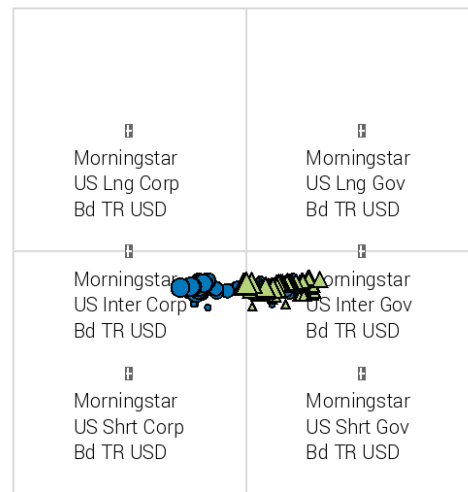 Morningstar
US Lng Corp
Bd TR USD
Morningstar
US Lng Gov
Bd TR USD
Morningstar
US Inter Corp
Bd TR USD
Morningstar
US Inter Gov
Bd TR USD
Morningstar
US Shrt Corp
Bd TR USD
Morningstar
US Shrt Gov
Bd TR USD